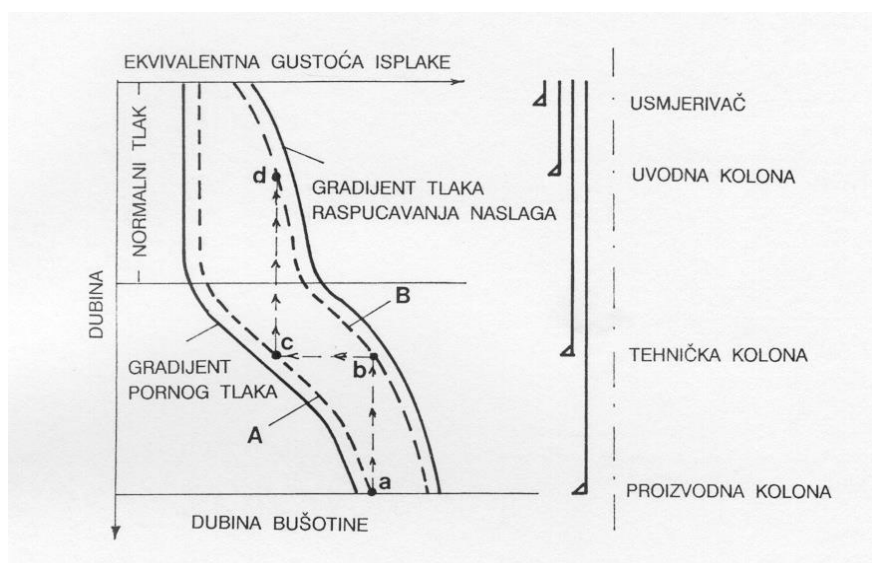 EKVIVALENTNA GUSTOĆA ISPLAKE
USMJERIVAČ
NORMALNI TLAK
d
GRADIJENT TLAKA
RASPUCAVANJA NASLAGA
UVODNA KOLONA
DUBINA
B
c
b
TEHNIČKA KOLONA
GRADIJENT
PORNOG TLAKA
A
a
PROIZVODNA KOLONA
DUBINA BUŠOTINE